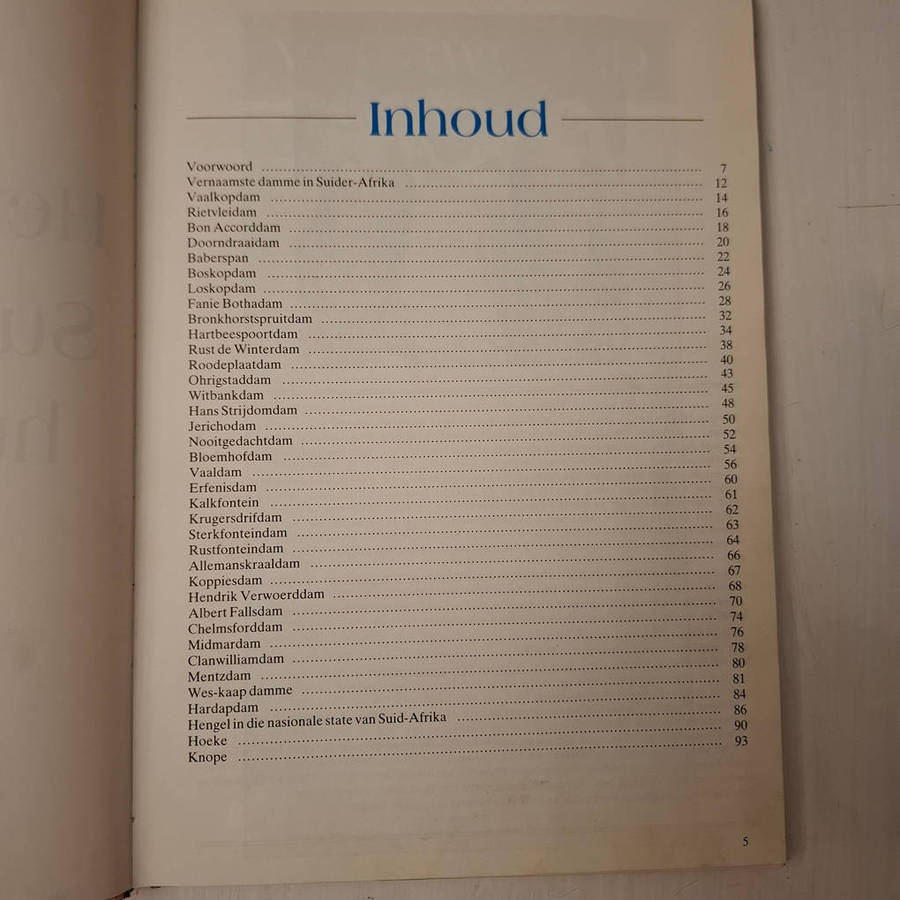 Inhoud
Voorwoord ........ 7
Vernaamste damme in Suider-Afrika ........ 12
Vaalkopdam ........ 14
Rietvleidam ........ 16
Bon Accorddam ........ 18
Doorndraaidam ........ 20
Baberspan ........ 22
Boskopdam ........ 24
Loskopdam ........ 26
Fanie Bothadam ........ 28
Bronkhorstspruitdam ........ 32
Hartbeespoortdam ........ 34
Rust de Winterdam ........ 38
Roodeplaatdam ........ 40
Ohrigstaddam ........ 43
Witbankdam ........ 45
Hans Strijdomdam ........ 48
Jerichodam ........ 50
Nooitgedachtdam ........ 52
Bloemhofdam ........ 54
Vaaldam ........ 56
Erfenisdam ........ 60
Kalkfontein ........ 61
Krugersdrifdam ........ 62
Sterkfonteindam ........ 63
Rustfonteindam ........ 64
Allemanskraaldam ........ 66
Koppiesdam ........ 67
Hendrik Verwoerddam ........ 68
Albert Fallsdam ........ 70
Chelmsforddam ........ 74
Midmardam ........ 76
Clanwilliamdam ........ 78
Mentzdam ........ 80
Wes-kaap damme ........ 81
Hardapdam ........ 84
Hengel in die nasionale state van Suid-Afrika ........ 86
Hoeke ........ 90
Knope ........ 93
5